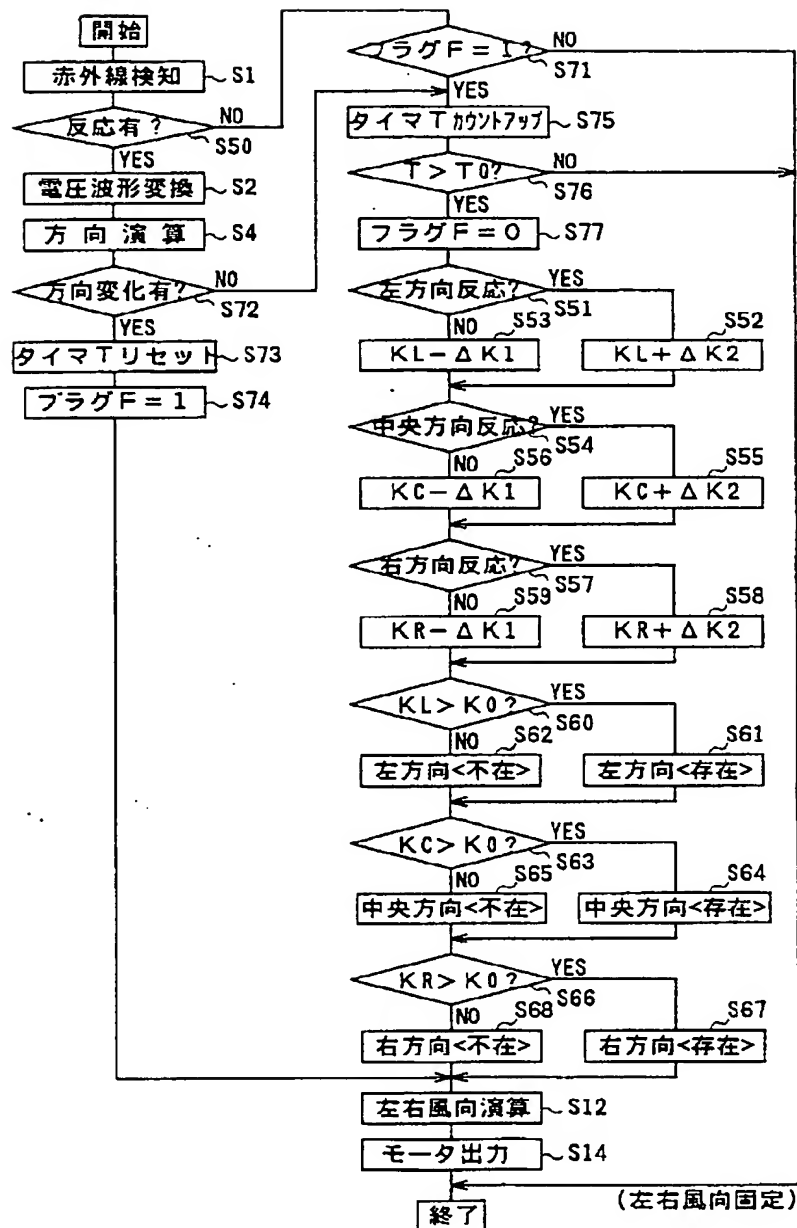 開始
赤外線検知 S1
反応有? S50
NO
YES
電圧波形変換 S2
方向演算 S4
方向変化有? S72
NO
YES
タイマTリセット S73
フラグF=1 S74
フラグF=1? S71
NO
YES
タイマTカウントアップ S75
T>T0? S76
NO
YES
フラグF=0 S77
左方向反応? S51
YES
NO
S53
KL-ΔK1
S52
KL+ΔK2
中央方向反応? S54
YES
NO
S56
KC-ΔK1
S55
KC+ΔK2
右方向反応? S57
YES
NO
S59
KR-ΔK1
S58
KR+ΔK2
KL>K0? S60
YES
NO
S62
左方向<不在>
S61
左方向<存在>
KC>K0? S63
YES
NO
S65
中央方向<不在>
S64
中央方向<存在>
KR>K0? S66
YES
NO
S68
右方向<不在>
S67
右方向<存在>
左右風向演算 S12
モータ出力 S14
(左右風向固定)
終了